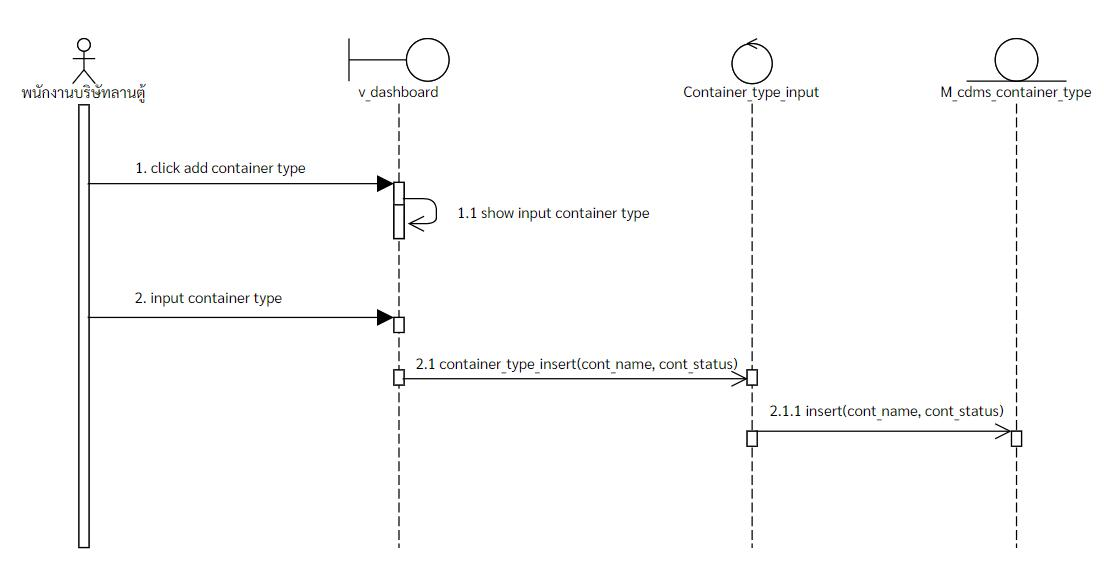 พนักงานบริษัทลานตู้
v_dashboard
Container_type_input
M_cdms_container_type
1. click add container type
1.1 show input container type
2. input container type
2.1 container_type_insert(cont_name, cont_status)
2.1.1 insert(cont_name, cont_status)